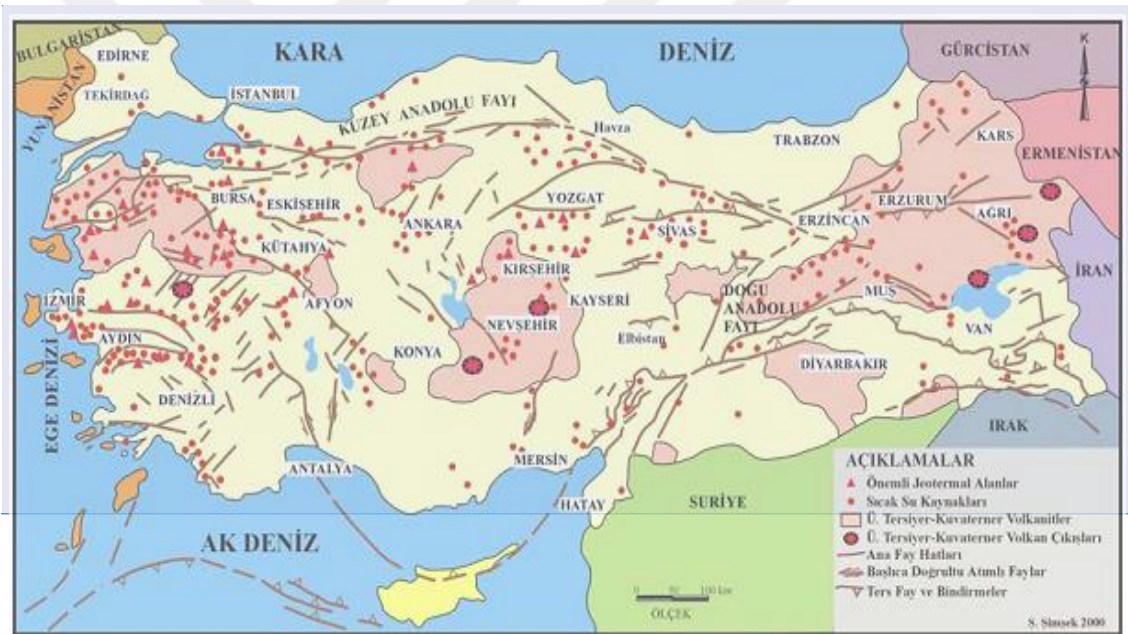 BULGARİSTAN
YUNANİSTAN
EDİRNE
TEKİRDAĞ
İSTANBUL
KARA DENİZ
GÜRCİSTAN
K
KUZEY ANADOLU FAYI
Havza
TRABZON
KARS
ERMENİSTAN
BURSA
ESKİŞEHİR
ANKARA
YOZGAT
SİVAS
ERZİNCAN
ERZURUM
AĞRI
KÜTAHYA
KIRŞEHİR
İRAN
İZMİR
AFYON
KAYSERİ
DOĞU
ANADOLU
FAYI
MUŞ
AYDIN
NEVŞEHİR
Elbistan
VAN
KONYA
DİYARBAKIR
EGE DENİZİ
DENİZLİ
IRAK
ANTALYA
MERSİN
HATAY
SURİYE
AK DENİZ
AÇIKLAMALAR
Önemli Jeotermal Alanlar
Sıcak Su Kaynakları
Ü. Tersiyer-Kuvaterner Volkanitler
Ü. Tersiyer-Kuvaterner Volkan Çıkışları
Ana Fay Hatları
Başlıca Doğrultu Atımlı Faylar
Ters Fay ve Bindirmeler
0 50 100 km
ÖLÇEK
S. Şimşek 2000